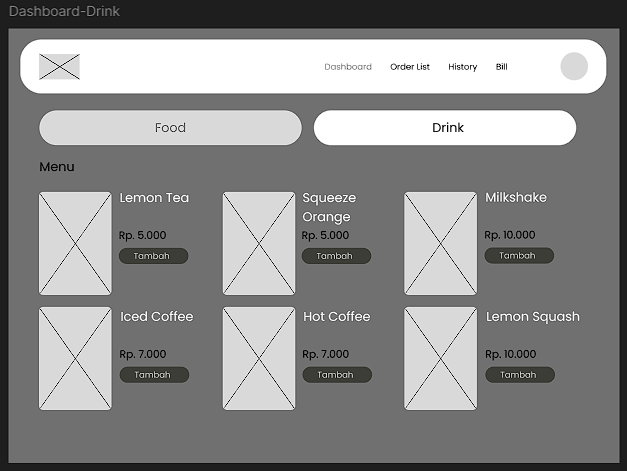 Dashboard-Drink
Dashboard Order List History Bill
Food Drink
Menu
Lemon Tea
Rp. 5.000
Tambah
Squeeze
Orange
Rp. 5.000
Tambah
Milkshake
Rp. 10.000
Tambah
Iced Coffee
Rp. 7.000
Tambah
Hot Coffee
Rp. 7.000
Tambah
Lemon Squash
Rp. 10.000
Tambah